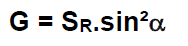 G = SR.sin²α